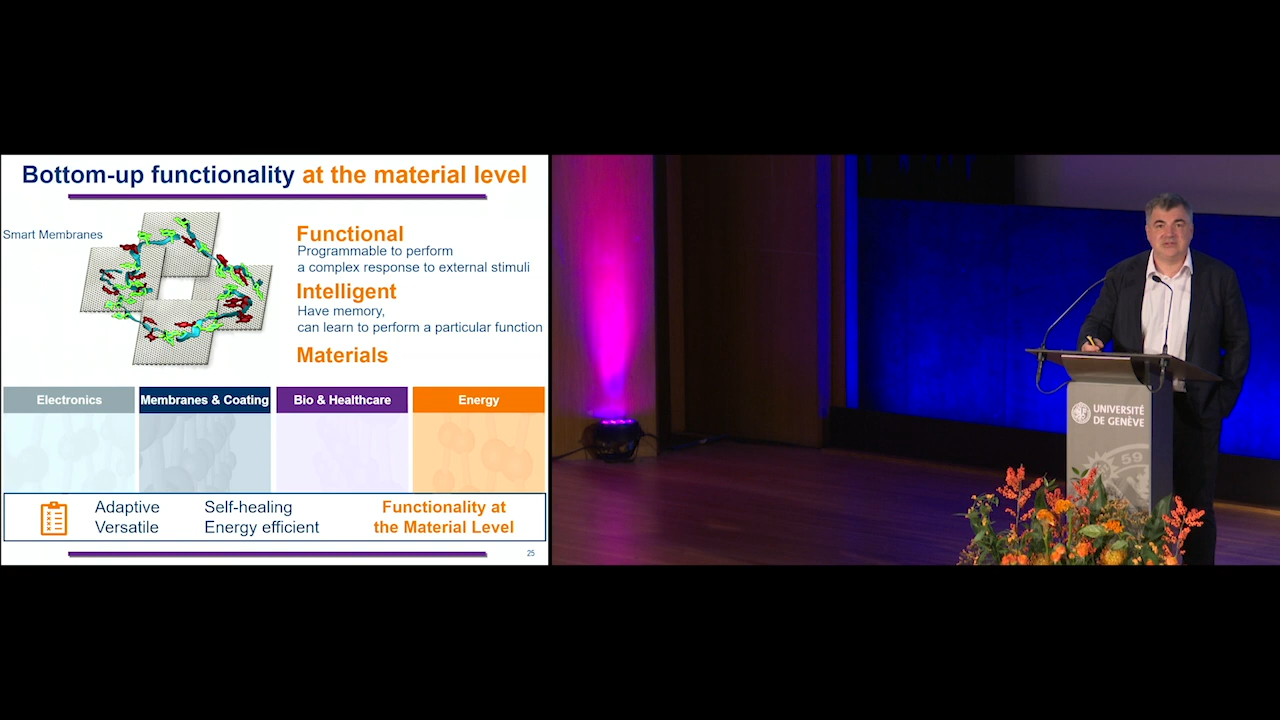 Bottom-up functionality at the material level
Smart Membranes
Functional
Programmable to perform
a complex response to external stimuli
Intelligent
Have memory,
can learn to perform a particular function
Materials
Electronics
Membranes & Coating
Bio & Healthcare
Energy
Adaptive
Versatile
Self-healing
Energy efficient
Functionality at
the Material Level
25
UNIVERSITÉ
DE GENÈVE
59